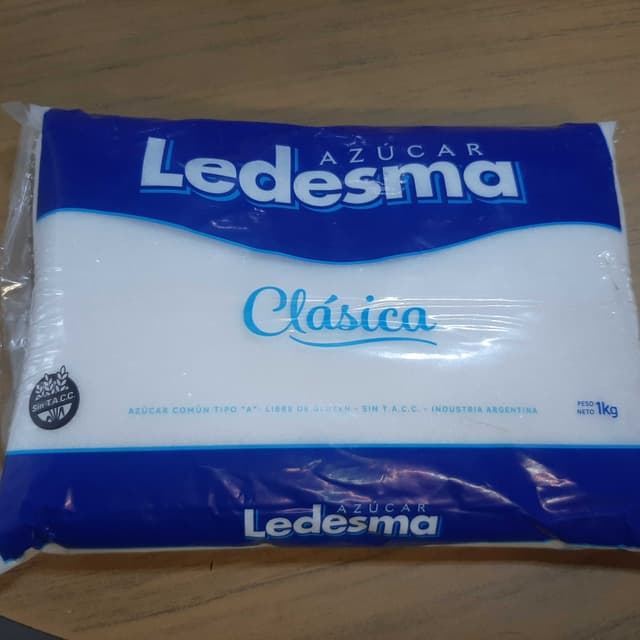 AZÚCAR
Ledesma
Clásica
Sin T.A.C.C.
AZÚCAR COMÚN TIPO "A" - LIBRE DE GLUTEN - SIN T.A.C.C. - INDUSTRIA ARGENTINA
PESO
NETO 1kg
AZÚCAR
Ledesma